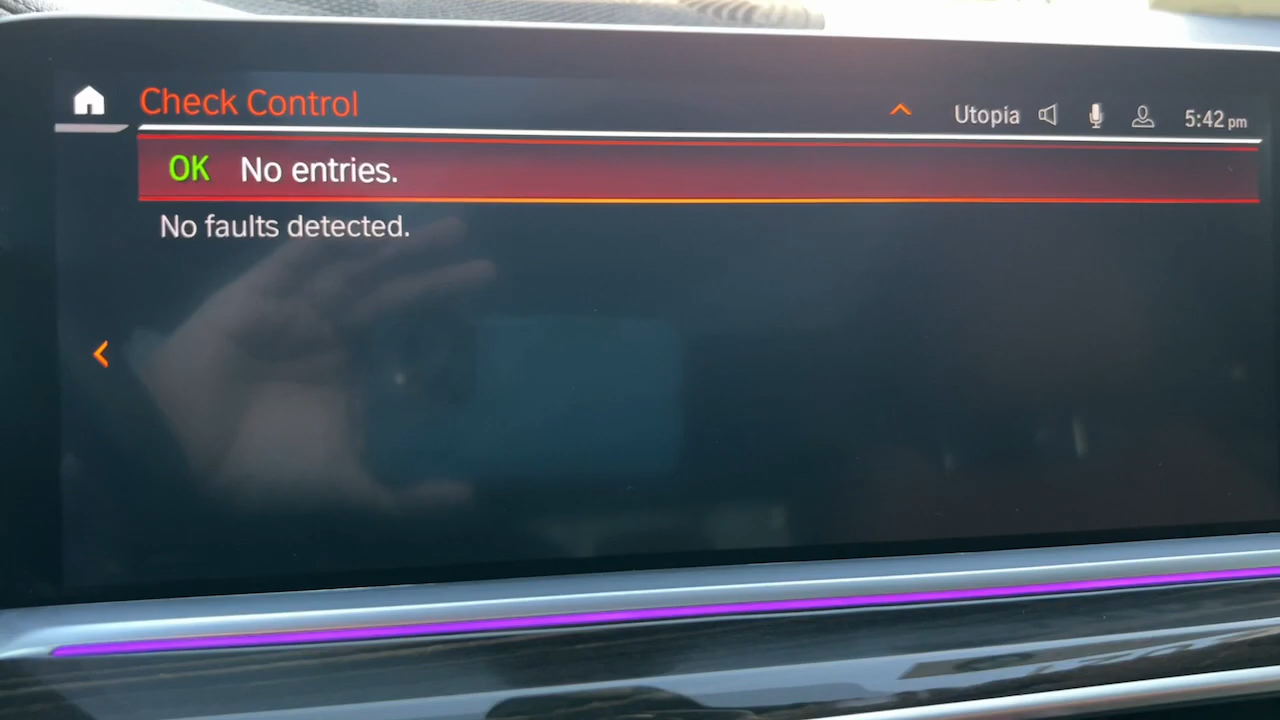 Check Control
Utopia 5:42 pm
OK No entries.
No faults detected.